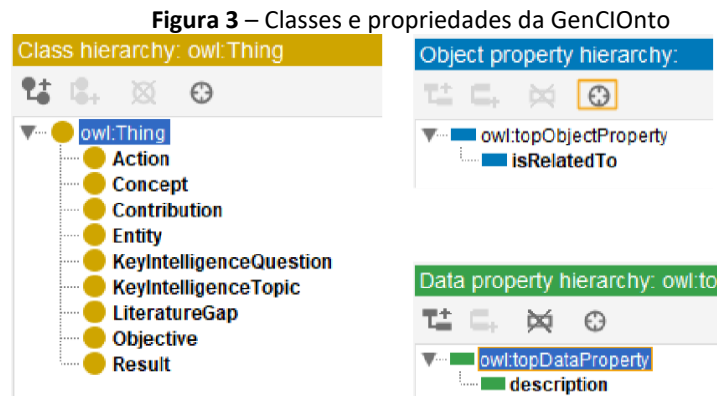 Figura 3 – Classes e propriedades da GenCIOnto
Class hierarchy: owl:Thing
owl:Thing
Action
Concept
Contribution
Entity
KeyIntelligenceQuestion
KeyIntelligenceTopic
LiteratureGap
Objective
Result
Object property hierarchy:
owl:topObjectProperty
isRelatedTo
Data property hierarchy: owl:to
owl:topDataProperty
description